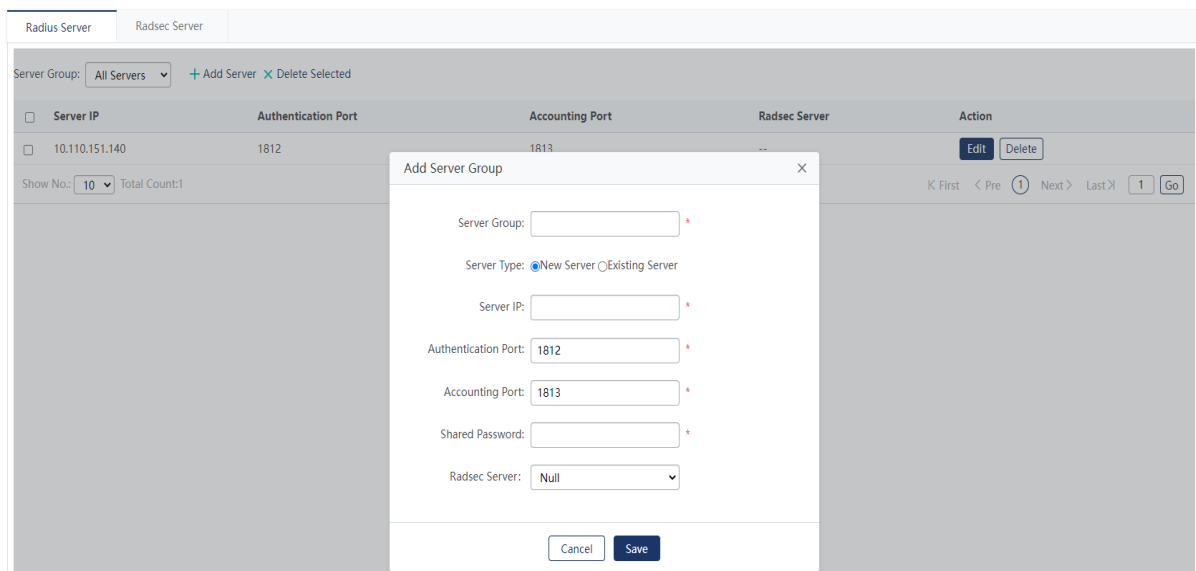 Radius Server Radsec Server
Server Group: All Servers + Add Server × Delete Selected
Server IP Authentication Port Accounting Port Radsec Server Action
10.110.151.140 1812 1813 -- Edit Delete
Show No.: 10 Total Count:1 K First < Pre 1 Next > Last > 1 Go
Add Server Group ×
Server Group: *
Server Type: New Server Existing Server
Server IP: *
Authentication Port: 1812 *
Accounting Port: 1813 *
Shared Password: *
Radsec Server: Null
Cancel Save